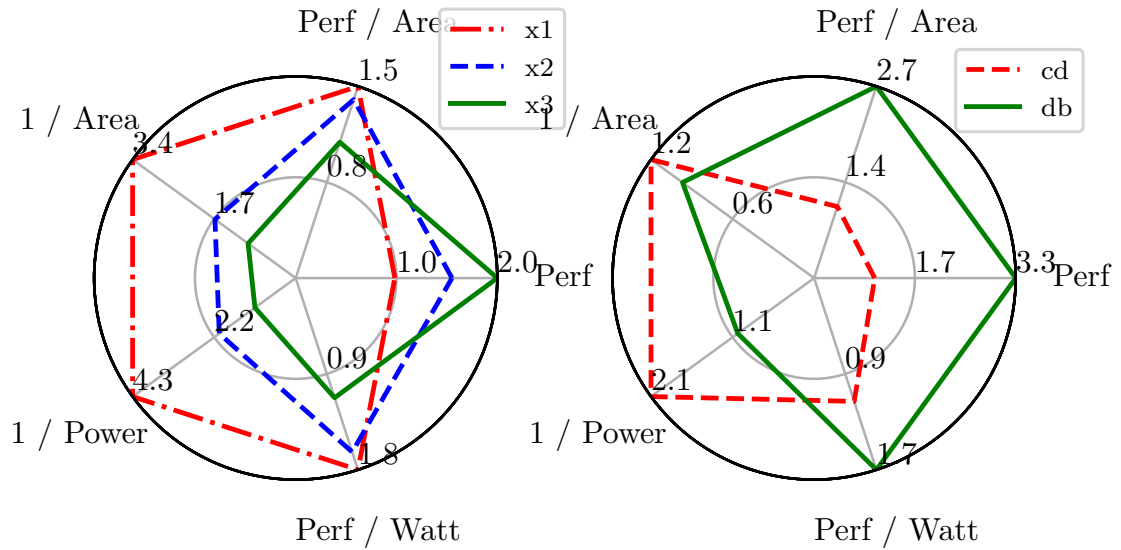 Perf / Area
x1
x2
x3
1.5
1 / Area
3.4
0.8
1.7
1.0
2.0
Perf
2.2
0.9
4.3
1 / Power
1.8
Perf / Watt
Perf / Area
cd
db
2.7
1 / Area
1.2
1.4
0.6
1.7
3.3
Perf
1.1
0.9
2.1
1 / Power
1.7
Perf / Watt